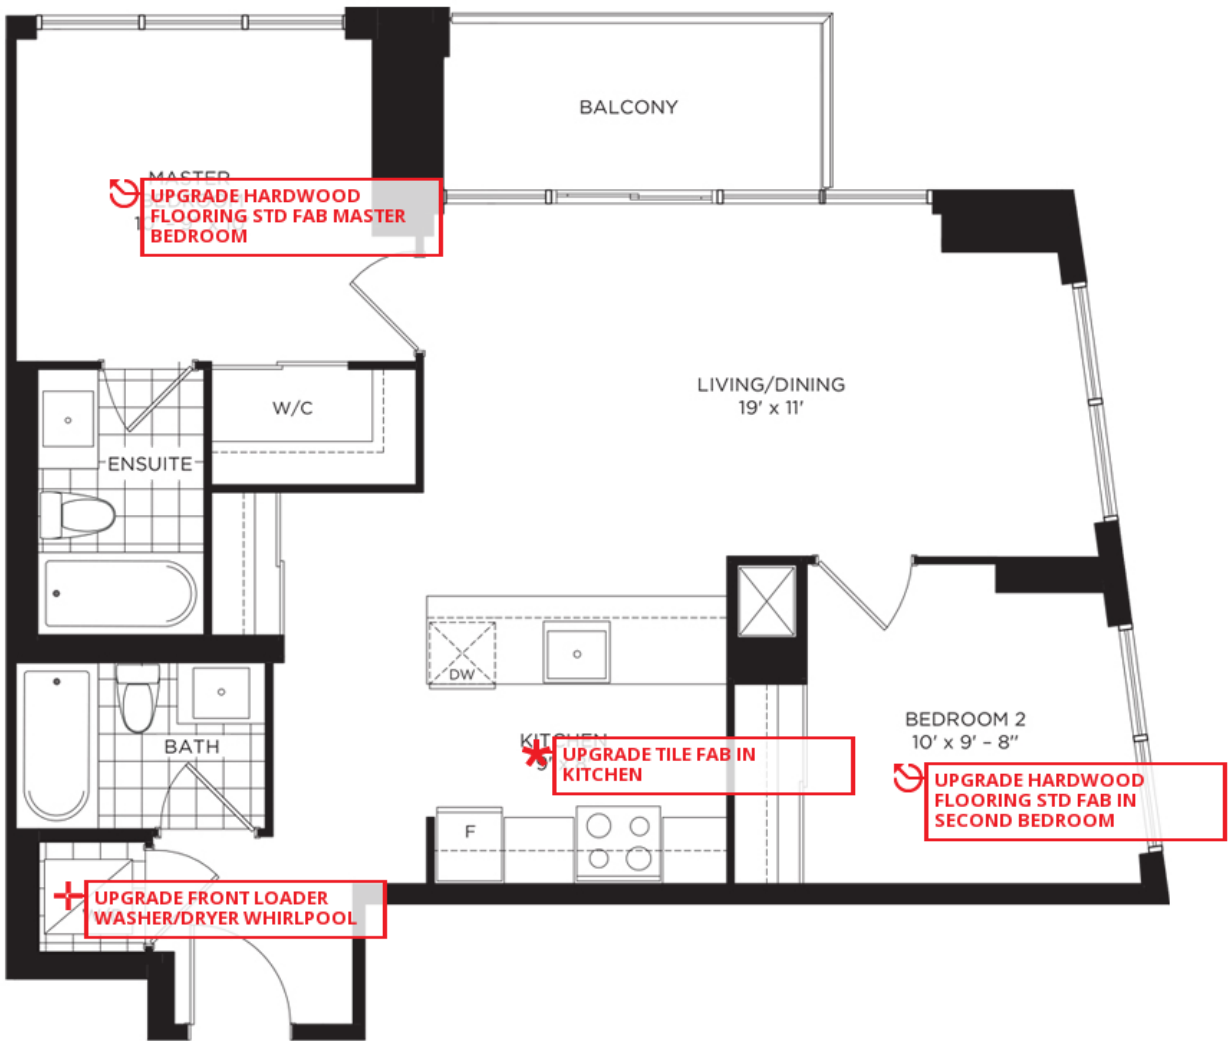 BALCONY
MASTER
UPGRADE HARDWOOD
FLOORING STD FAB MASTER
BEDROOM
LIVING/DINING
19' x 11'
W/C
ENSUITE
DW
KITCHEN
UPGRADE TILE FAB IN
KITCHEN
BEDROOM 2
10' x 9' - 8"
UPGRADE HARDWOOD
FLOORING STD FAB IN
SECOND BEDROOM
BATH
F
UPGRADE FRONT LOADER
WASHER/DRYER WHIRLPOOL